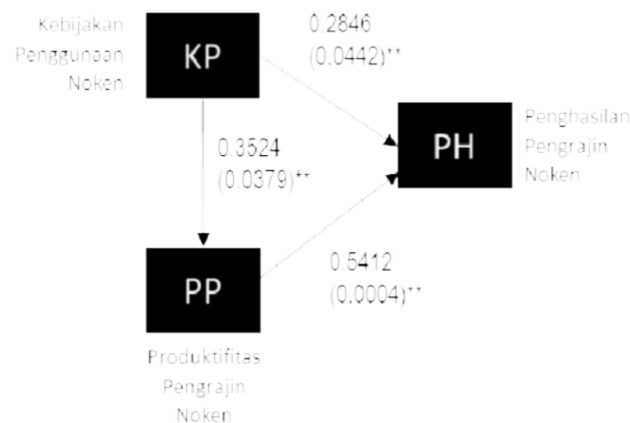 Kebijakan
Penggunaan
Noken
KP
0.2846
(0.0442)**
PH
Penghasilan
Pengrajin
Noken
0.3524
(0.0379)**
PP
0.5412
(0.0004)**
Produktifitas
Pengrajin
Noken